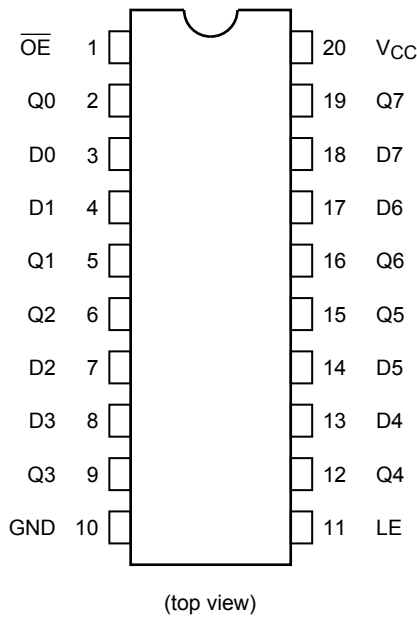 O̅E̅ 1 20 VCC
Q0 2 19 Q7
D0 3 18 D7
D1 4 17 D6
Q1 5 16 Q6
Q2 6 15 Q5
D2 7 14 D5
D3 8 13 D4
Q3 9 12 Q4
GND 10 11 LE
(top view)